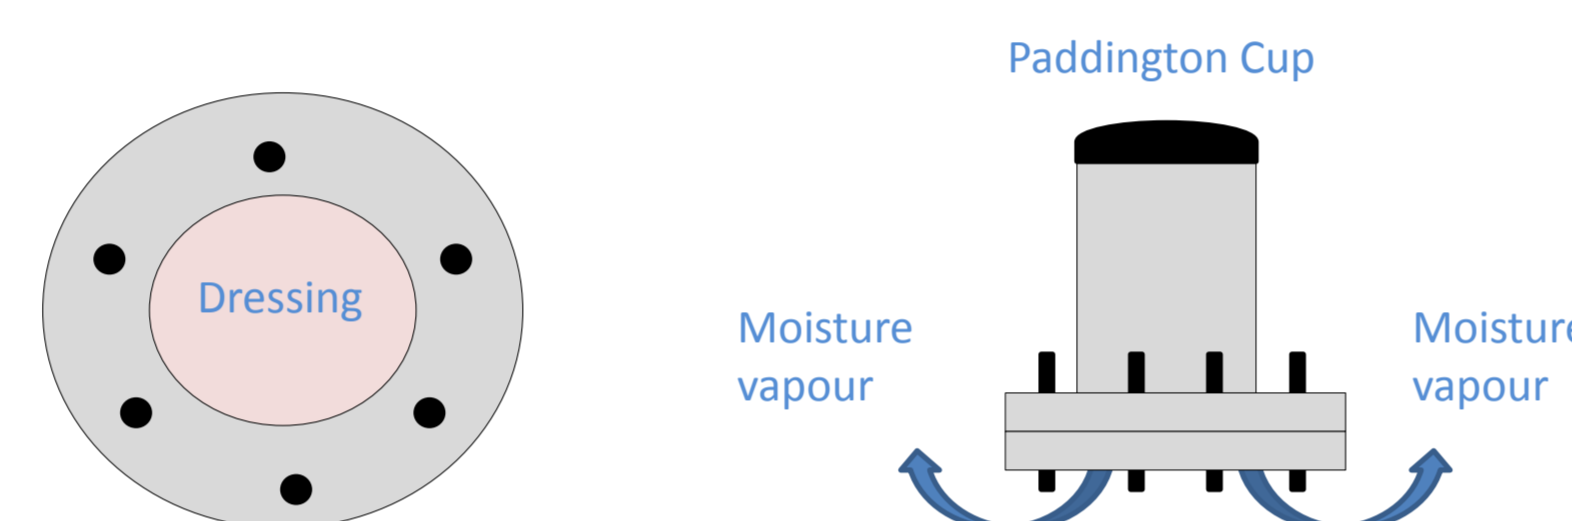 Paddington Cup
Dressing
Moisture
vapour
Moisture
vapour